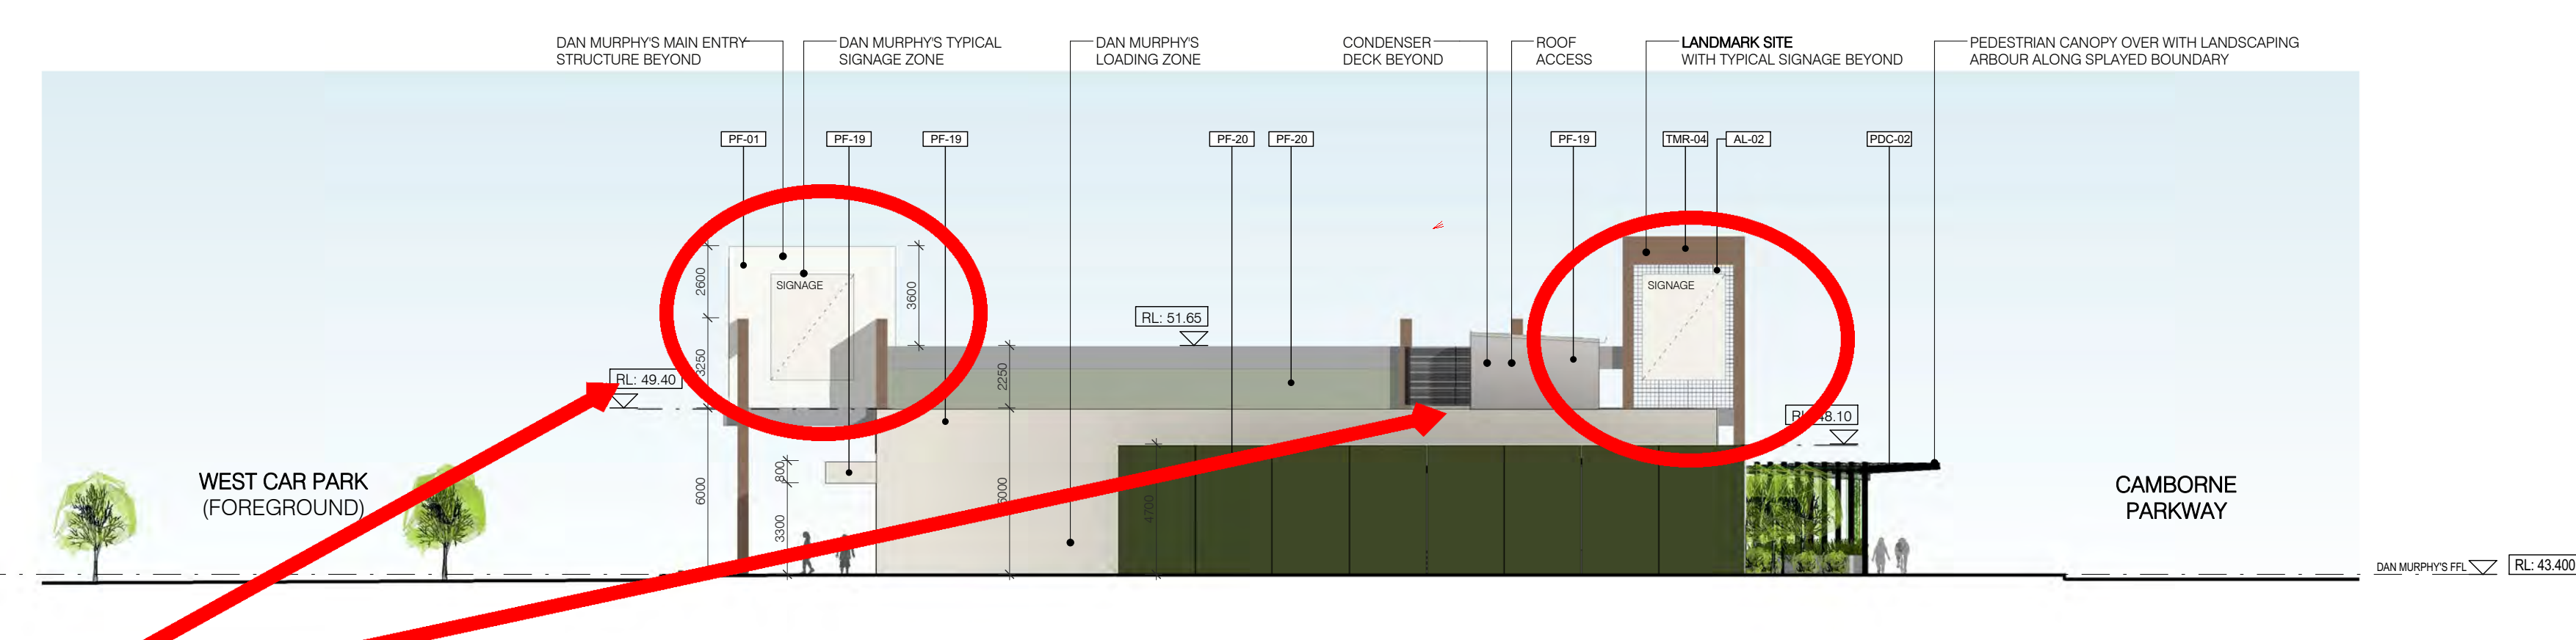 DAN MURPHY'S MAIN ENTRY
STRUCTURE BEYOND
DAN MURPHY'S TYPICAL
SIGNAGE ZONE
DAN MURPHY'S
LOADING ZONE
CONDENSER
DECK BEYOND
ROOF
ACCESS
LANDMARK SITE
WITH TYPICAL SIGNAGE BEYOND
PEDESTRIAN CANOPY OVER WITH LANDSCAPING
ARBOUR ALONG SPLAYED BOUNDARY
PF-01
PF-19
PF-19
PF-20
PF-20
PF-19
TMR-04
AL-02
PDC-02
2600
SIGNAGE
3600
SIGNAGE
RL: 51.65
3250
RL: 49.40
2250
48.10
WEST CAR PARK
(FOREGROUND)
6000
800
3300
6000
4700
CAMBORNE
PARKWAY
DAN MURPHY'S FFL
RL: 43.400